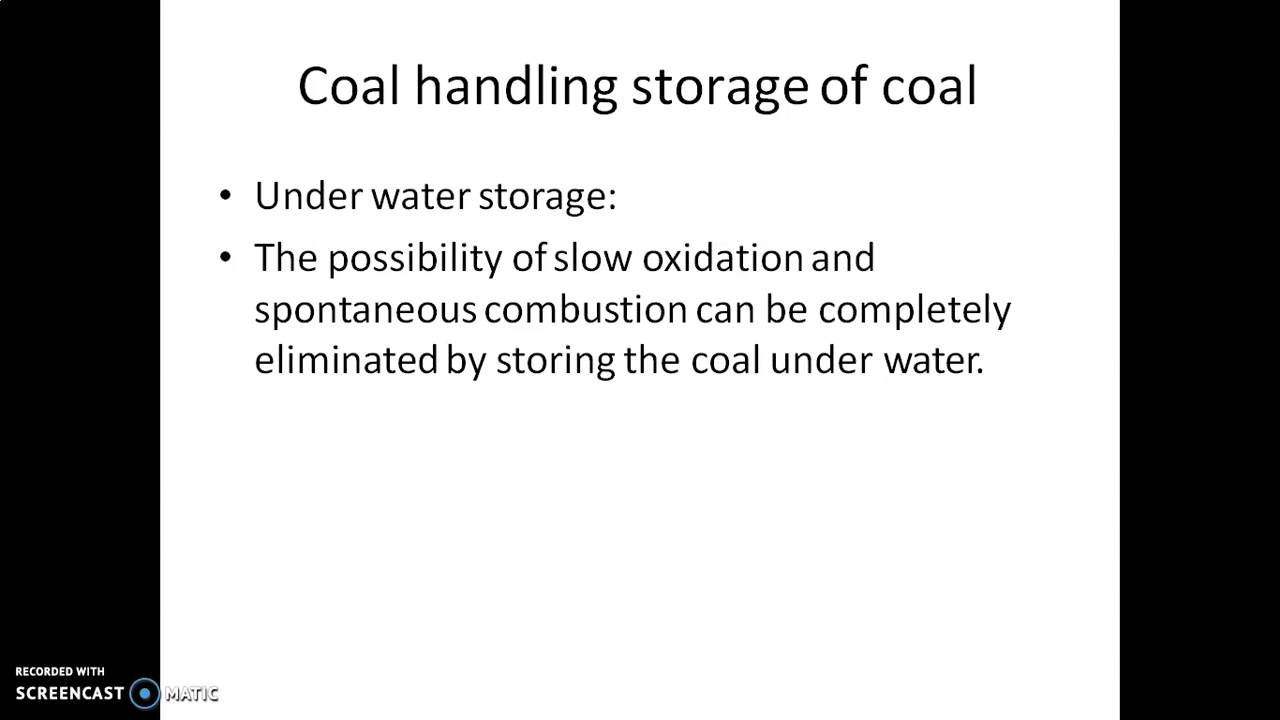 Coal handling storage of coal
• Under water storage:
• The possibility of slow oxidation and
spontaneous combustion can be completely
eliminated by storing the coal under water.
RECORDED WITH
SCREENCAST MATIC